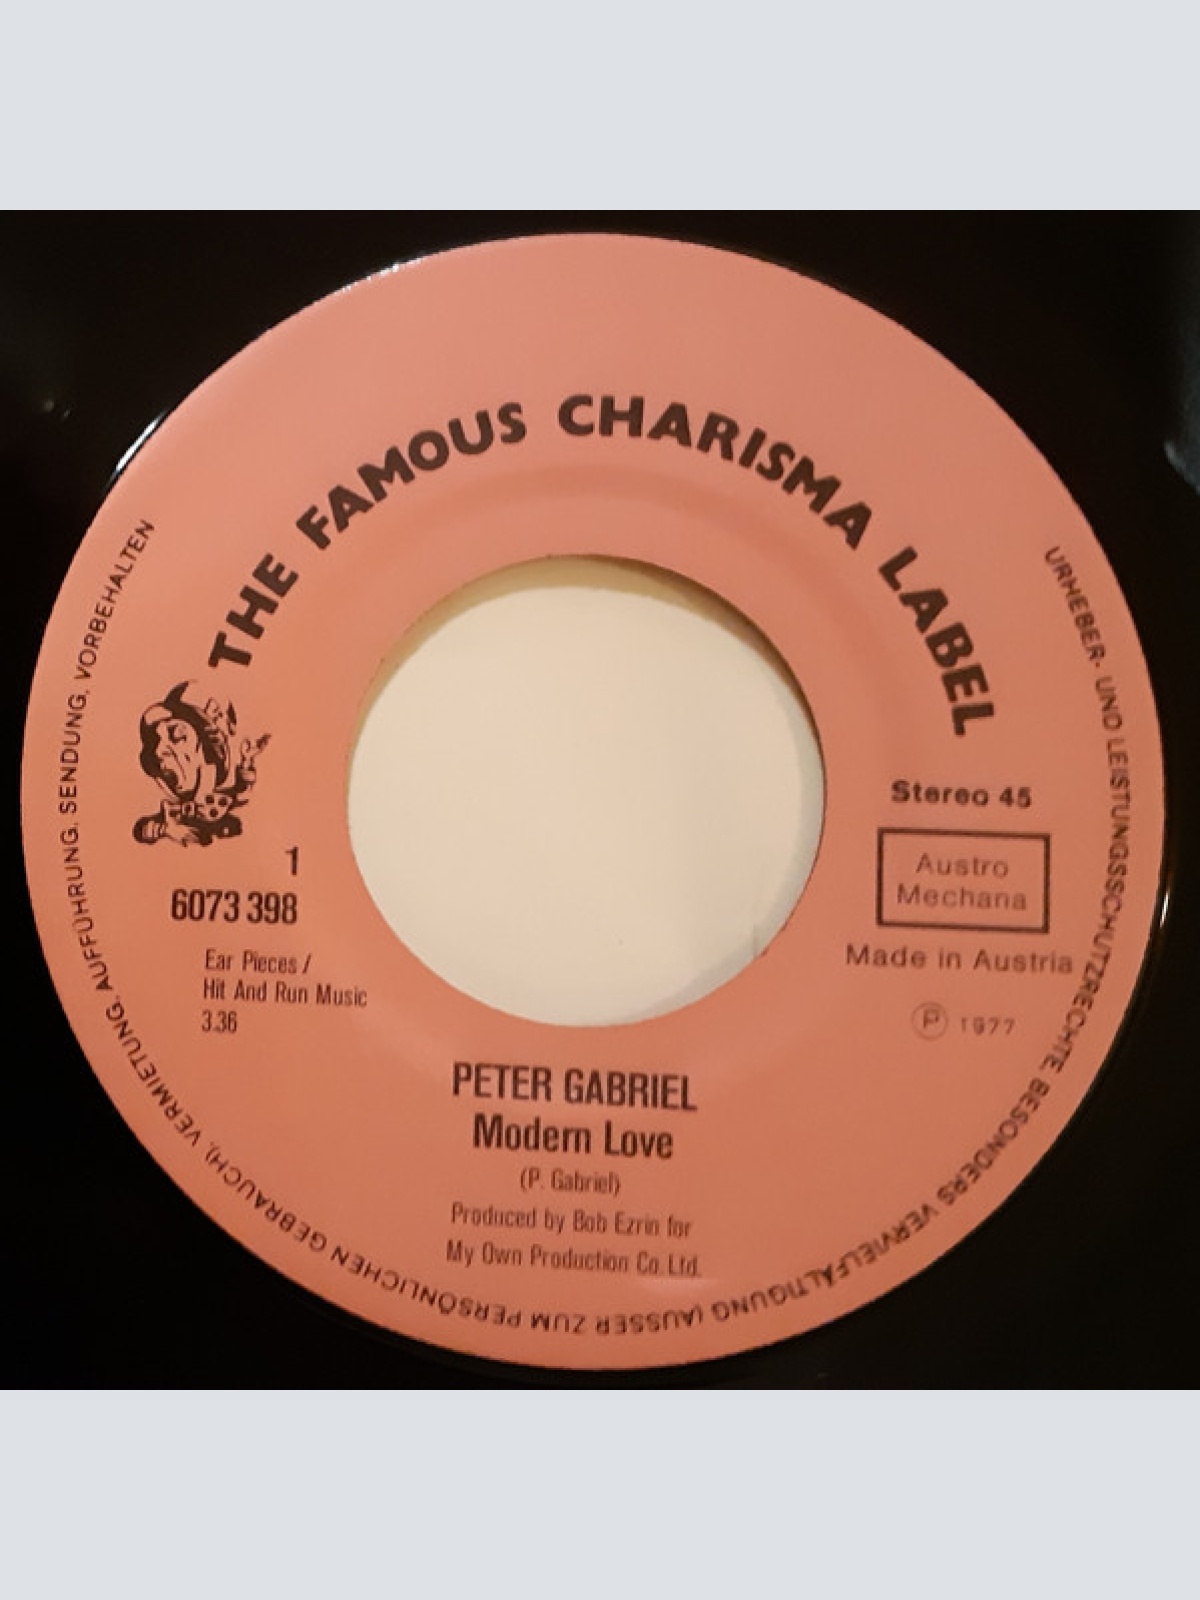 THE FAMOUS CHARISMA LABEL
URHEBER- UND LEISTUNGSSCHUTZRECHTE, BESONDERS VERVIELFÄLTIGUNG (AUSSER ZUM PERSÖNLICHEN GEBRAUCH), VERMIETUNG, AUFFÜHRUNG, SENDUNG, VORBEHALTEN
1
6073 398
Ear Pieces /
Hit And Run Music
3.36
Stereo 45
Austro
Mechana
Made in Austria
℗ 1977
PETER GABRIEL
Modern Love
(P. Gabriel)
Produced by Bob Ezrin for
My Own Production Co. Ltd.